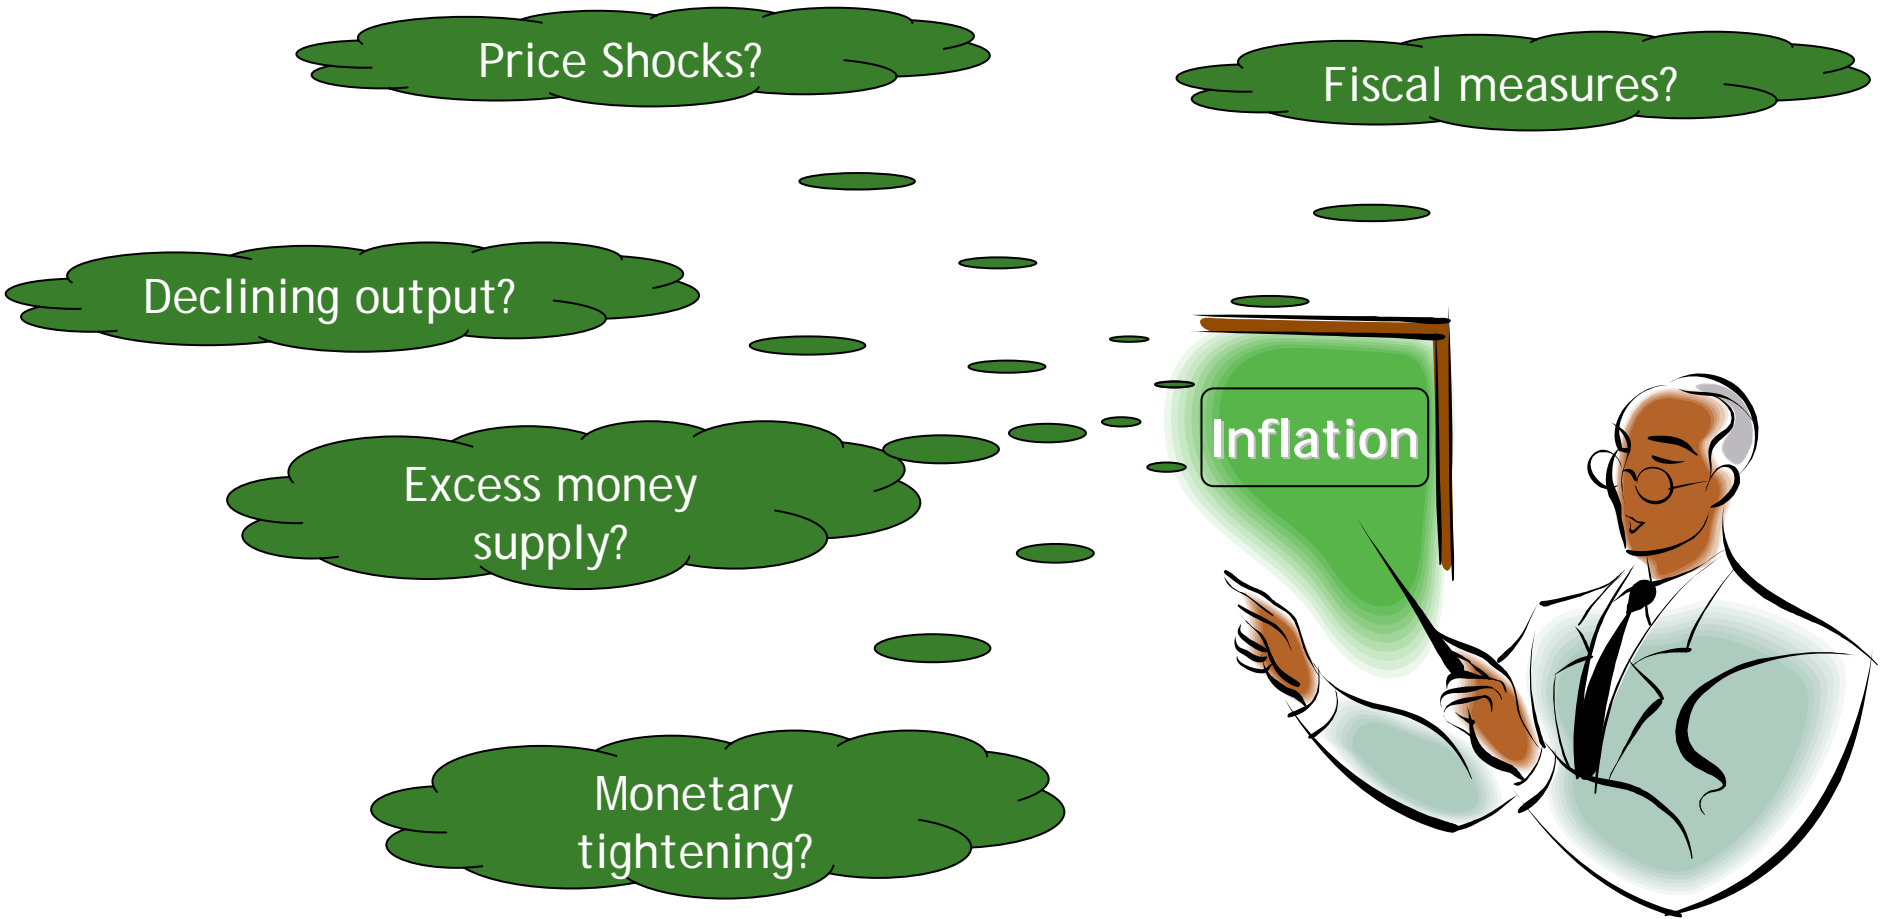 Price Shocks?
Fiscal measures?
Declining output?
Inflation
Excess money
supply?
Monetary
tightening?